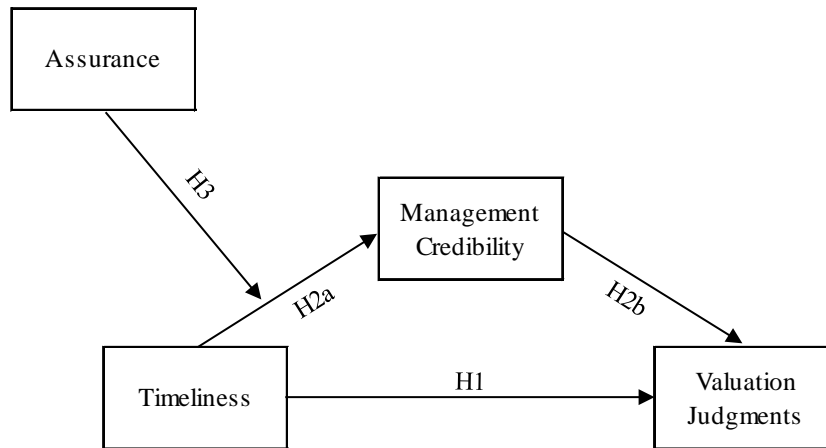 Assurance
H3
Management
Credibility
H2a
H2b
Timeliness
H1
Valuation
Judgments